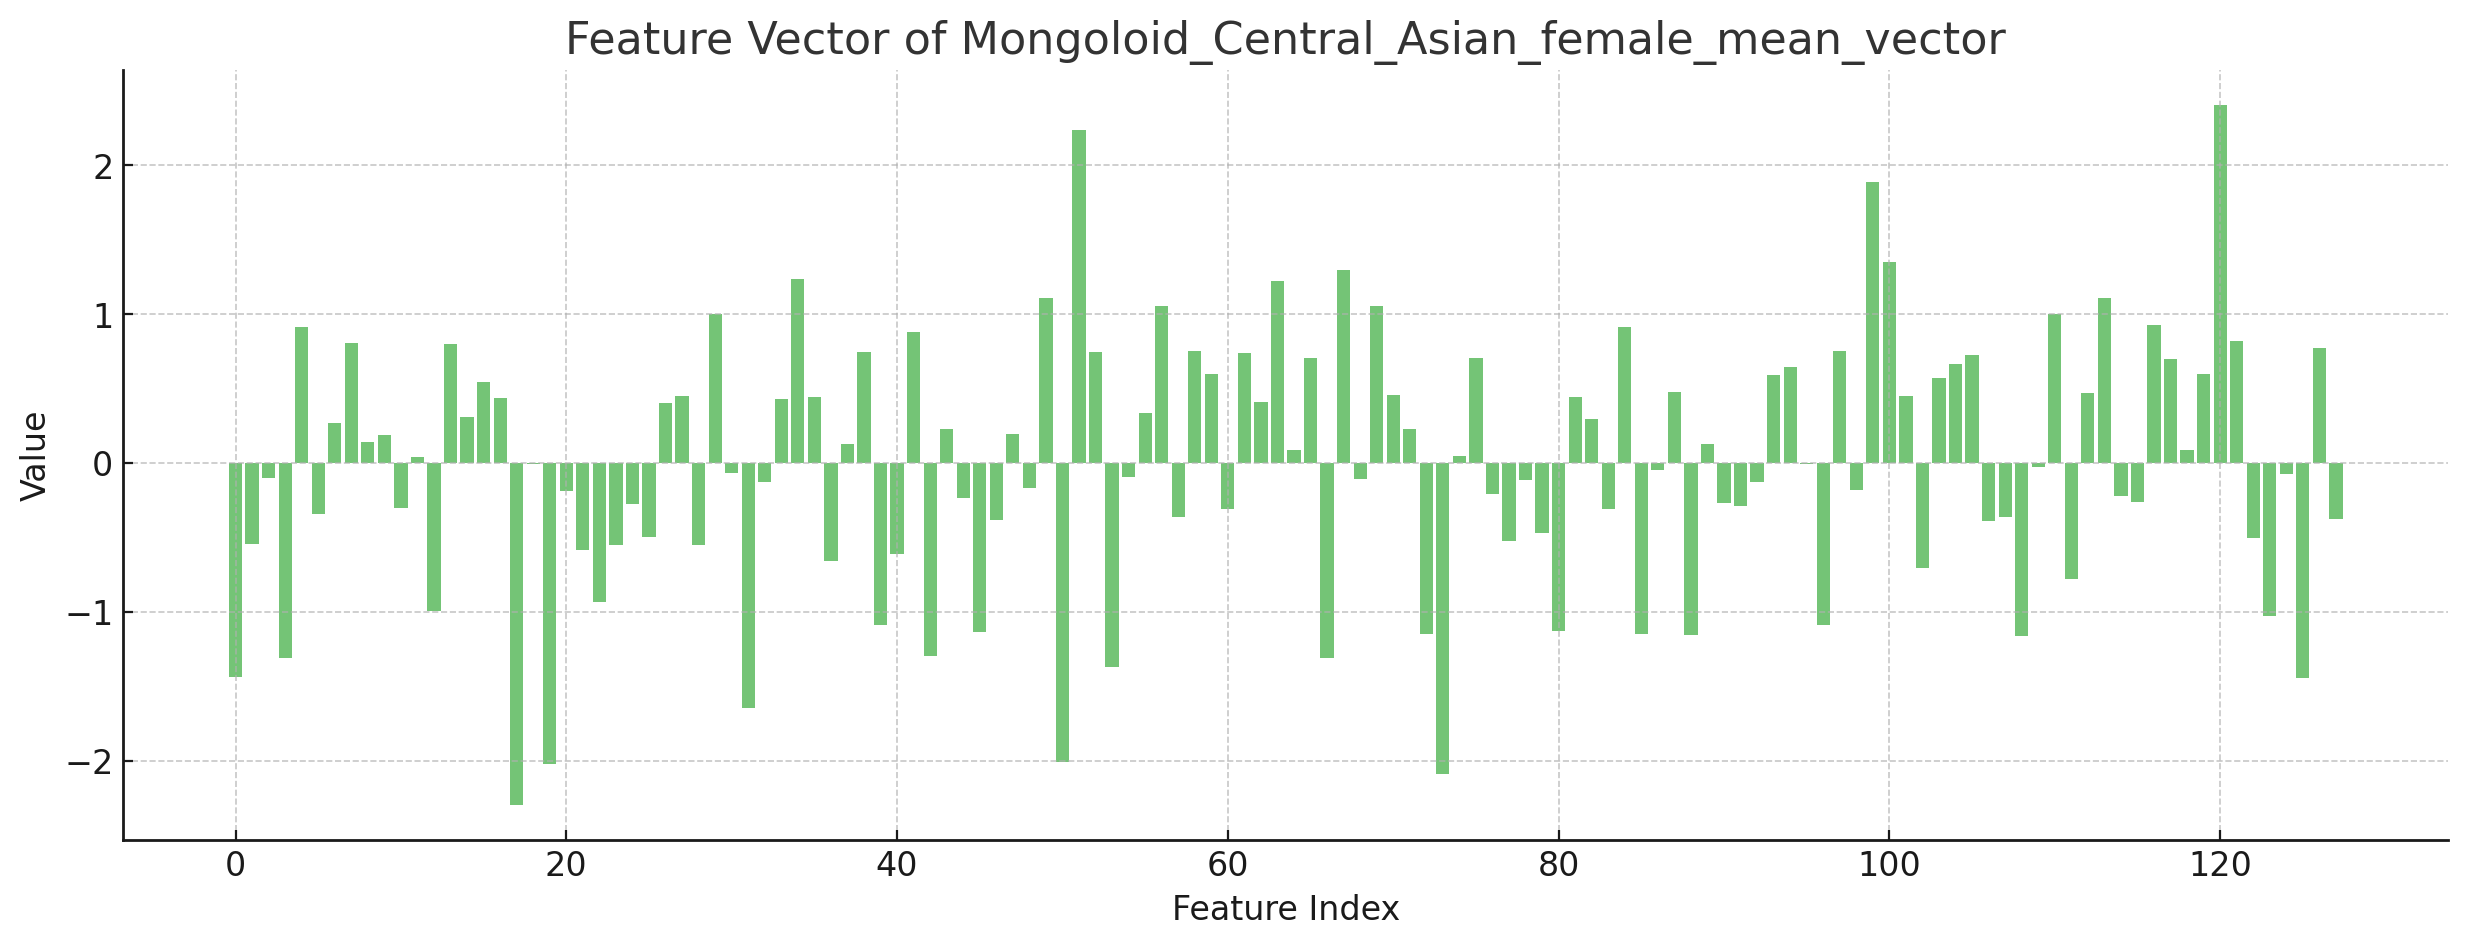 Feature Vector of Mongoloid_Central_Asian_female_mean_vector
2
1
0
−1
−2
Value
0 20 40 60 80 100 120
Feature Index